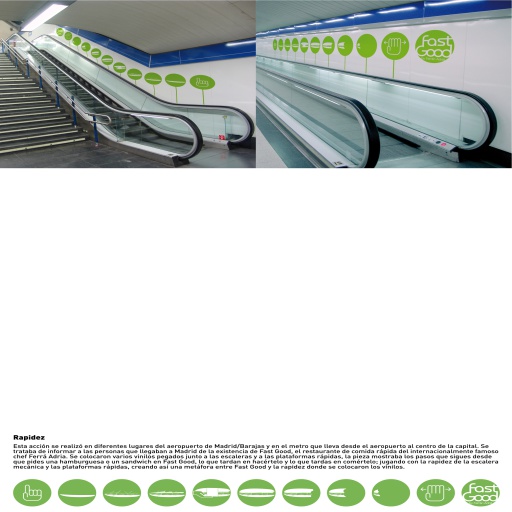 fast
Good
Rapidez
Esta acción se realizó en diferentes lugares del aeropuerto de Madrid/Barajas y en el metro que lleva desde el aeropuerto al centro de la capital. Se
trataba de informar a las personas que llegaban a Madrid de la existencia de Fast Good, el restaurante de comida rápida del internacionalmente famoso
chef Ferrá Adria. Se colocaron varios vinilos pegados junto a las escaleras y a las plataformas rápidas, la pieza mostraba los pasos que sigues desde
que pides una hamburguesa o un sandwich en Fast Good, lo que tardan en hacértelo y lo que tardas en comértelo; jugando con la rapidez de la escalera
mecánica y las plataformas rápidas, creando así una metáfora entre Fast Good y la rapidez donde se colocaron los vinilos.
fast
Good